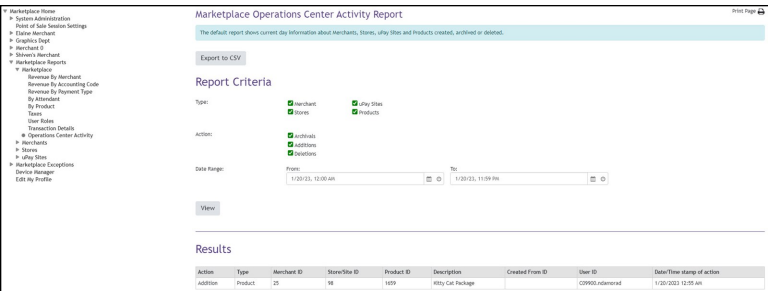 Marketplace Home
System Administration
Point of Sale Session Settings
Elaine Merchant
Graphics Dept
Merchant 0
Shiven's Merchant
Marketplace Reports
Marketplace
Revenue By Merchant
Revenue By Accounting Code
Revenue By Payment Type
By Attendant
By Product
Taxes
User Roles
Transaction Details
Operations Center Activity
Merchants
Stores
uPay Sites
Marketplace Exceptions
Device Manager
Edit My Profile
Marketplace Operations Center Activity Report
Print Page
The default report shows current day information about Merchants, Stores, uPay Sites and Products created, archived or deleted.
Export to CSV
Report Criteria
Type: Merchant uPay Sites
Stores Products
Action: Archivals
Additions
Deletions
Date Range: From: To:
1/20/23, 12:00 AM 1/20/23, 11:59 PM
View
Results
Action Type Merchant ID Store/Site ID Product ID Description Created From ID User ID Date/Time stamp of action
Addition Product 25 98 1659 Kitty Cat Package C09900.ndamorad 1/20/2023 12:55 AM